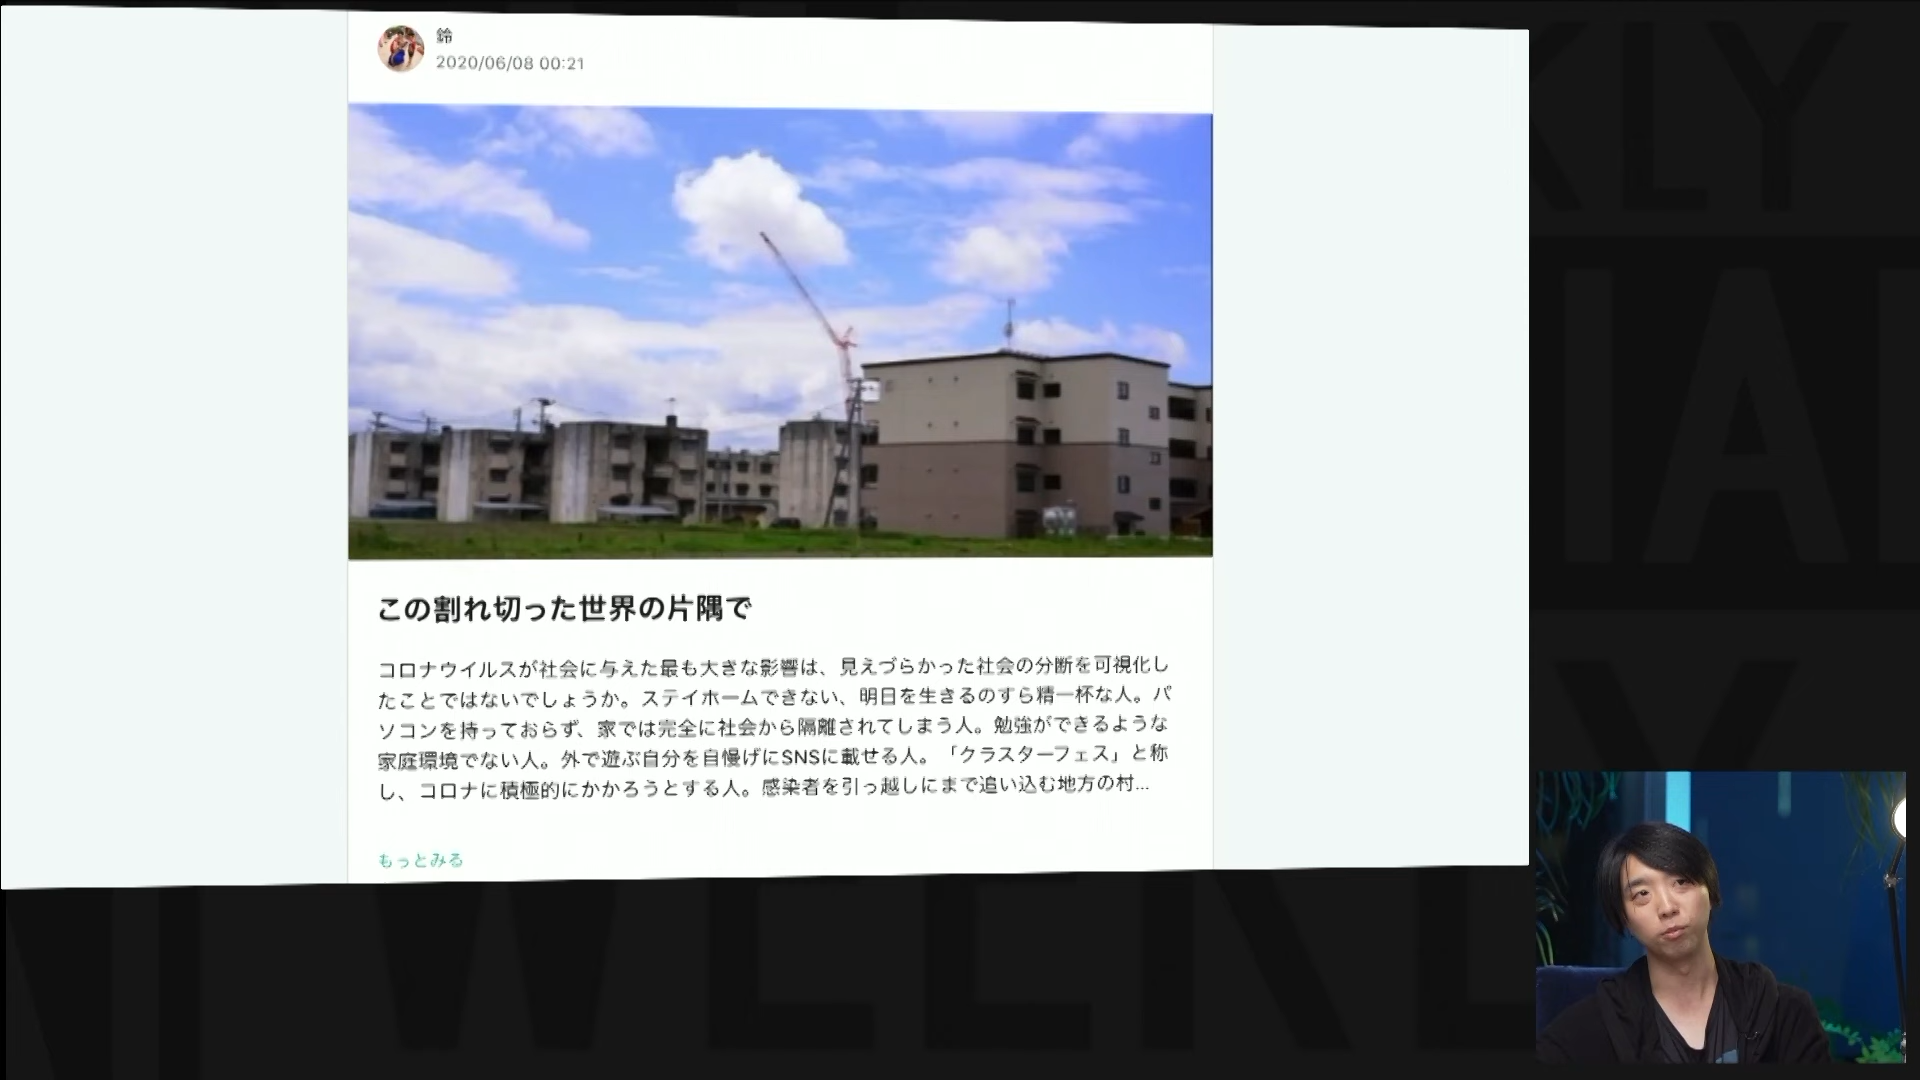 鈴
2020/06/08 00:21
この割れ切った世界の片隅で
コロナウイルスが社会に与えた最も大きな影響は、見えづらかった社会の分断を可視化し
たことではないでしょうか。ステイホームできない、明日を生きるのすら精一杯な人。パ
ソコンを持っておらず、家では完全に社会から隔離されてしまう人。勉強ができるような
家庭環境でない人。外で遊ぶ自分を自慢げにSNSに載せる人。「クラスターフェス」と称
し、コロナに積極的にかかろうとする人。感染者を引っ越しにまで追い込む地方の村...
もっとみる
WEEKL